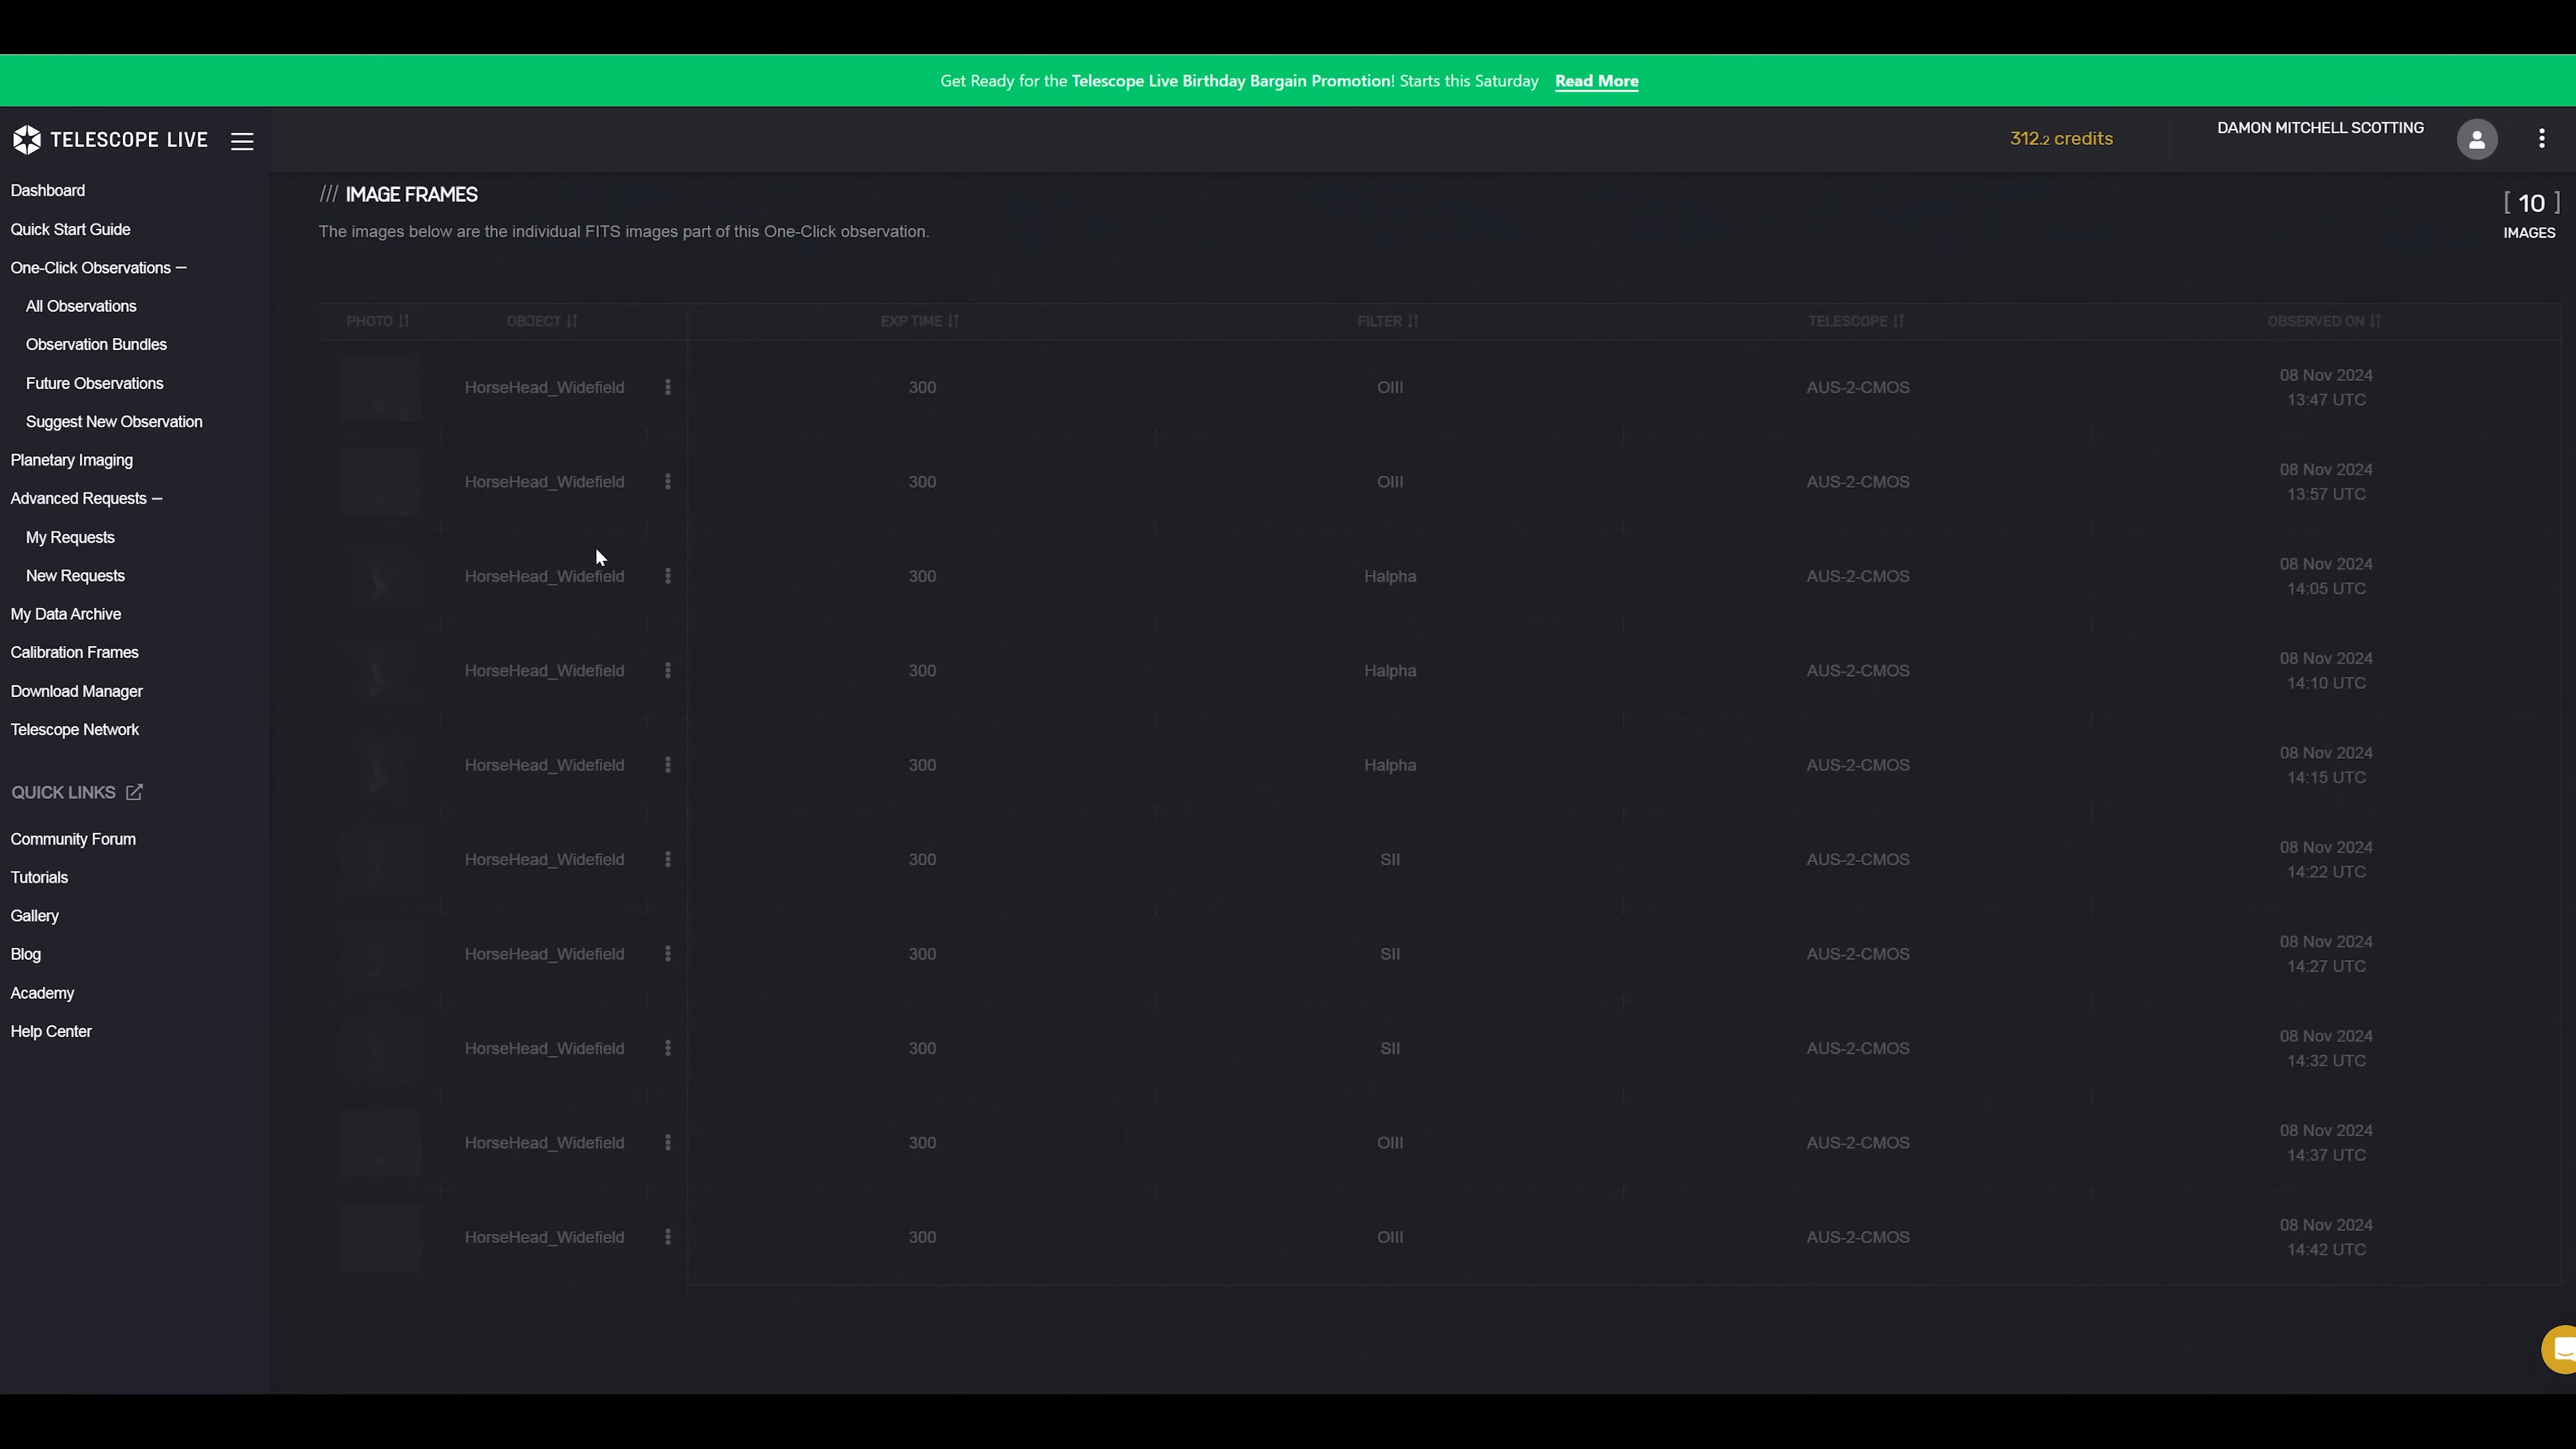 Get Ready for the Telescope Live Birthday Bargain Promotion! Starts this Saturday Read More
TELESCOPE LIVE
312.2 credits
DAMON MITCHELL SCOTTING
Dashboard
Quick Start Guide
One-Click Observations –
All Observations
Observation Bundles
Future Observations
Suggest New Observation
Planetary Imaging
Advanced Requests –
My Requests
New Requests
My Data Archive
Calibration Frames
Download Manager
Telescope Network
QUICK LINKS
Community Forum
Tutorials
Gallery
Blog
Academy
Help Center
/// IMAGE FRAMES
The images below are the individual FITS images part of this One-Click observation.
[ 10 ]
IMAGES
PHOTO OBJECT EXP TIME FILTER TELESCOPE OBSERVED ON
HorseHead_Widefield 300 OIII AUS-2-CMOS 08 Nov 2024
13:47 UTC
HorseHead_Widefield 300 OIII AUS-2-CMOS 08 Nov 2024
13:57 UTC
HorseHead_Widefield 300 Halpha AUS-2-CMOS 08 Nov 2024
14:05 UTC
HorseHead_Widefield 300 Halpha AUS-2-CMOS 08 Nov 2024
14:10 UTC
HorseHead_Widefield 300 Halpha AUS-2-CMOS 08 Nov 2024
14:15 UTC
HorseHead_Widefield 300 SII AUS-2-CMOS 08 Nov 2024
14:22 UTC
HorseHead_Widefield 300 SII AUS-2-CMOS 08 Nov 2024
14:27 UTC
HorseHead_Widefield 300 SII AUS-2-CMOS 08 Nov 2024
14:32 UTC
HorseHead_Widefield 300 OIII AUS-2-CMOS 08 Nov 2024
14:37 UTC
HorseHead_Widefield 300 OIII AUS-2-CMOS 08 Nov 2024
14:42 UTC